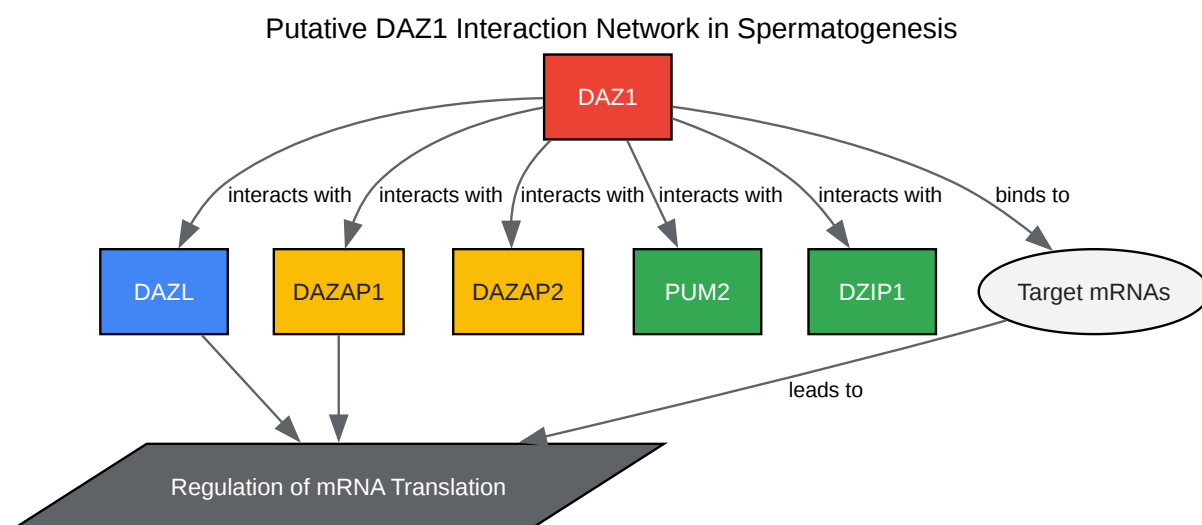 Putative DAZ1 Interaction Network in Spermatogenesis
DAZ1
interacts with
interacts with
interacts with
interacts with
interacts with
binds to
DAZL
DAZAP1
DAZAP2
PUM2
DZIP1
Target mRNAs
leads to
Regulation of mRNA Translation